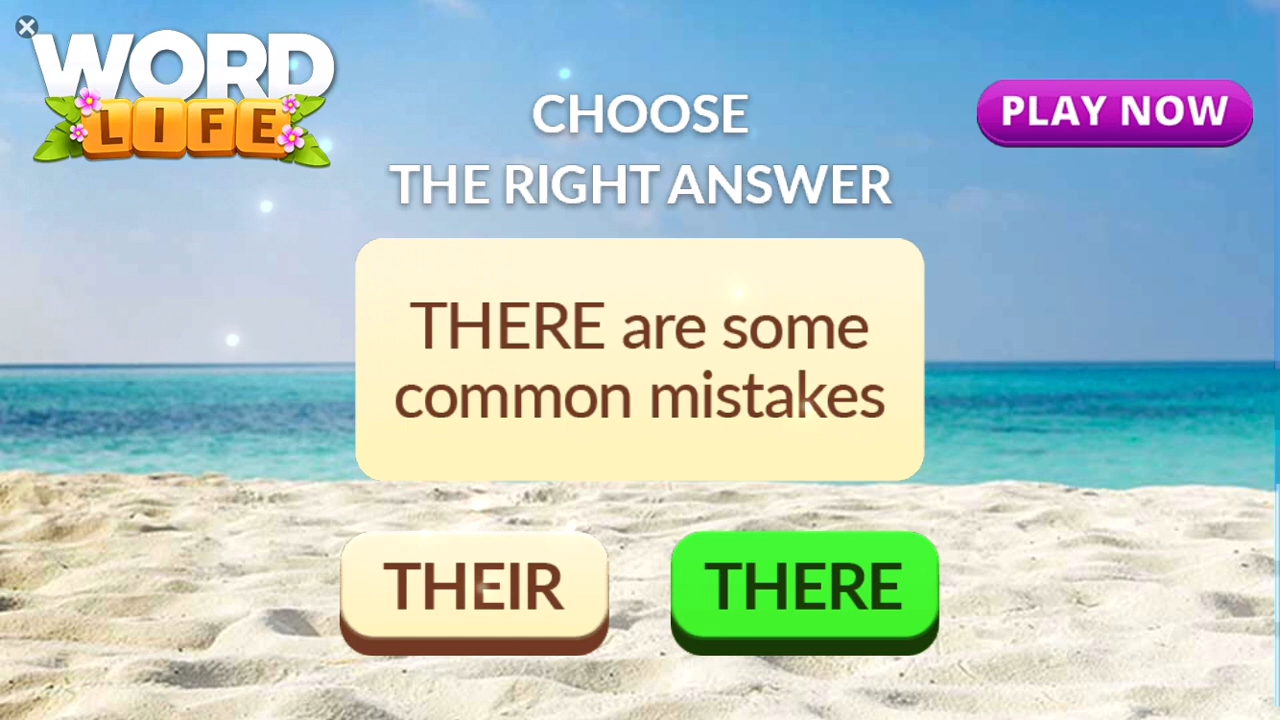 WORD
LIFE
CHOOSE
THE RIGHT ANSWER
PLAY NOW
THERE are some
common mistakes
THEIR
THERE